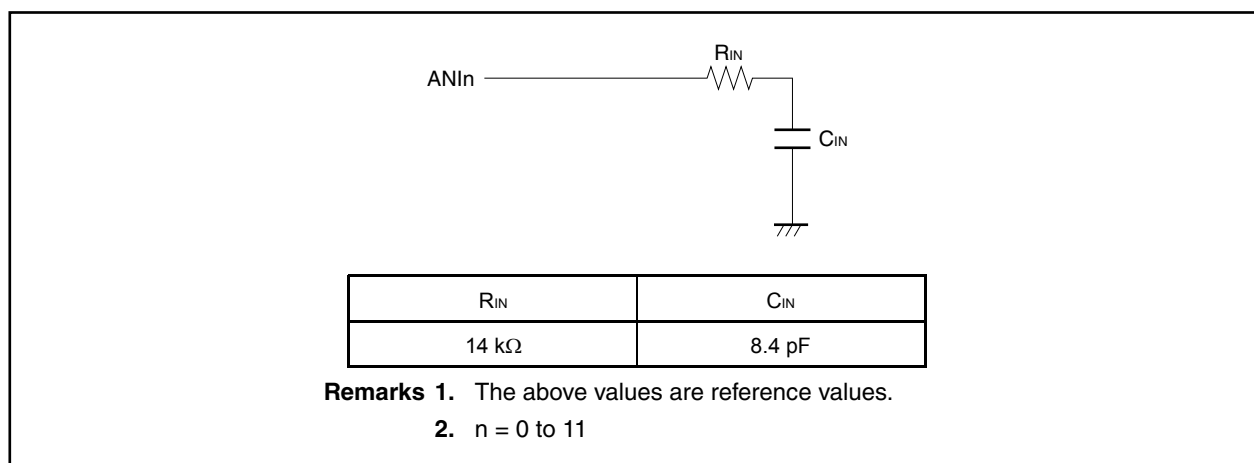 RIN
ANIn
CIN
RIN CIN
14 kΩ 8.4 pF
Remarks 1. The above values are reference values.
2. n = 0 to 11